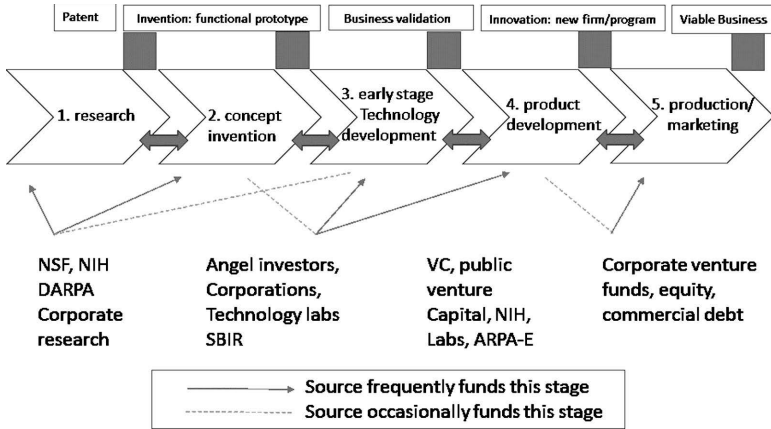 Patent
Invention: functional prototype
Business validation
Innovation: new firm/program
Viable Business
1. research
2. concept
invention
3. early stage
Technology
development
4. product
development
5. production/
marketing
NSF, NIH
DARPA
Corporate
research
Angel investors,
Corporations,
Technology labs
SBIR
VC, public
venture
Capital, NIH,
Labs, ARPA-E
Corporate venture
funds, equity,
commercial debt
Source frequently funds this stage
Source occasionally funds this stage